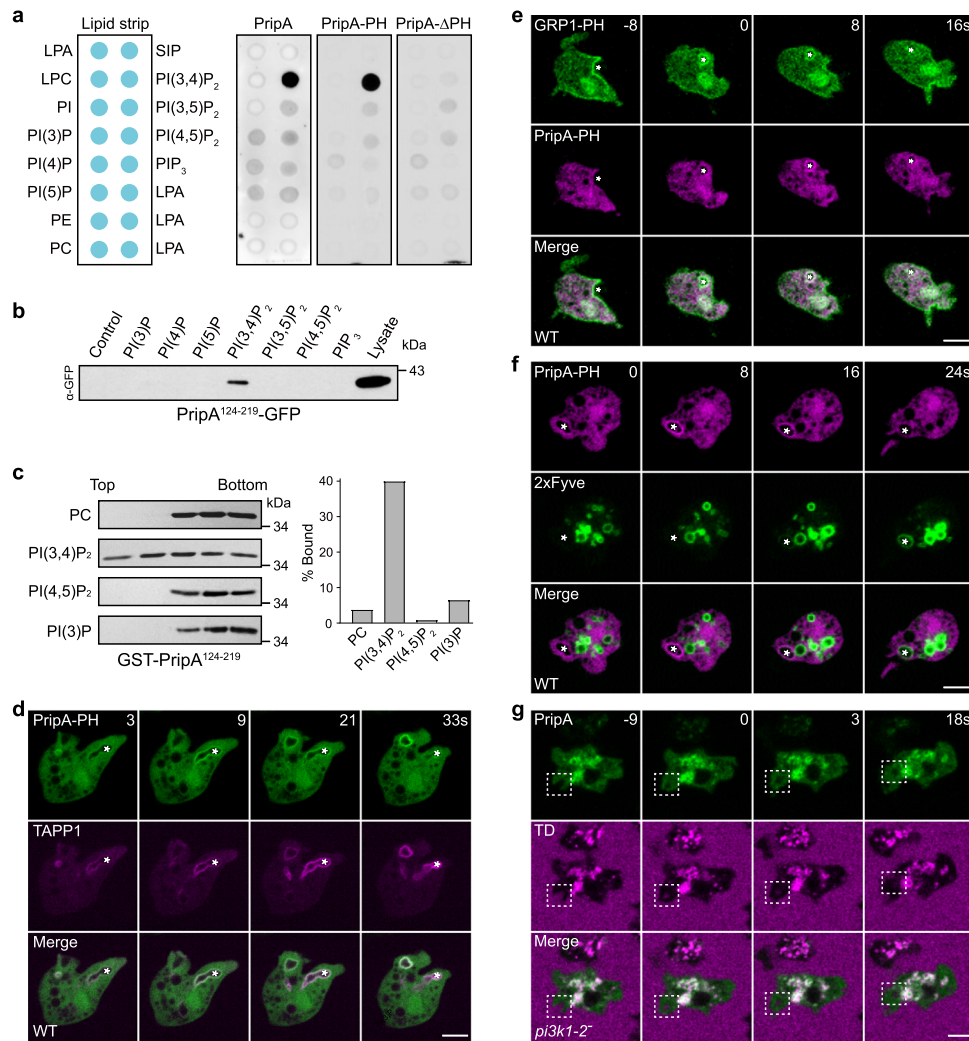 a
Lipid strip
PripA
PripA-PH
PripA-ΔPH
LPA SIP
LPC PI(3,4)P2
PI PI(3,5)P2
PI(3)P PI(4,5)P2
PI(4)P PIP3
PI(5)P LPA
PE LPA
PC LPA
b
Control
PI(3)P
PI(4)P
PI(5)P
PI(3,4)P2
PI(3,5)P2
PI(4,5)P2
PIP3
Lysate
kDa
α-GFP
43
PripA124-219-GFP
c
Top Bottom
kDa
PC
34
PI(3,4)P2
34
PI(4,5)P2
34
PI(3)P
34
GST-PripA124-219
% Bound
40
30
20
10
0
PC
PI(3,4)P2
PI(4,5)P2
PI(3)P
d
PripA-PH 3 9 21 33s
TAPP1
Merge
WT
e
GRP1-PH -8 0 8 16s
PripA-PH
Merge
WT
f
PripA-PH 0 8 16 24s
2xFyve
Merge
WT
g
PripA -9 0 3 18s
TD
Merge
pi3k1-2-